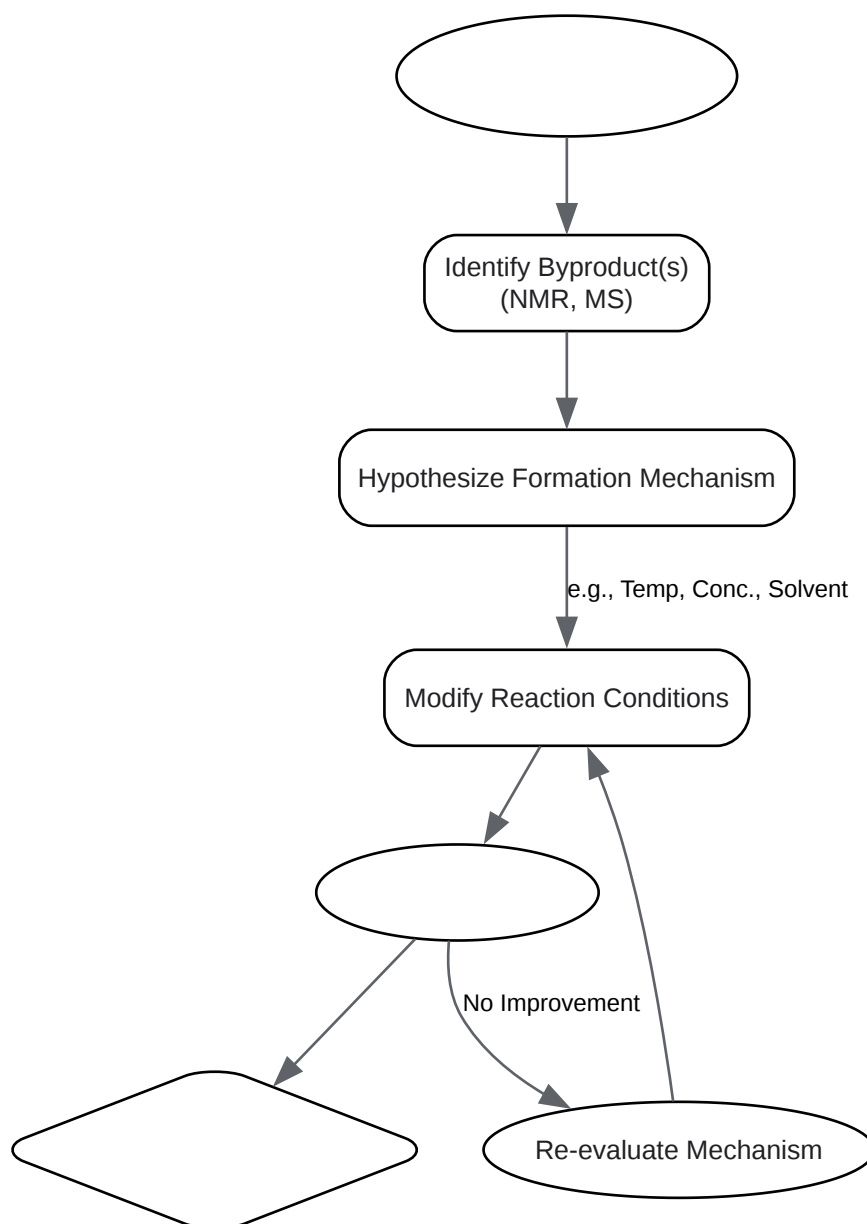 Identify Byproduct(s)
(NMR, MS)
Hypothesize Formation Mechanism
e.g., Temp, Conc., Solvent
Modify Reaction Conditions
No Improvement
Re-evaluate Mechanism